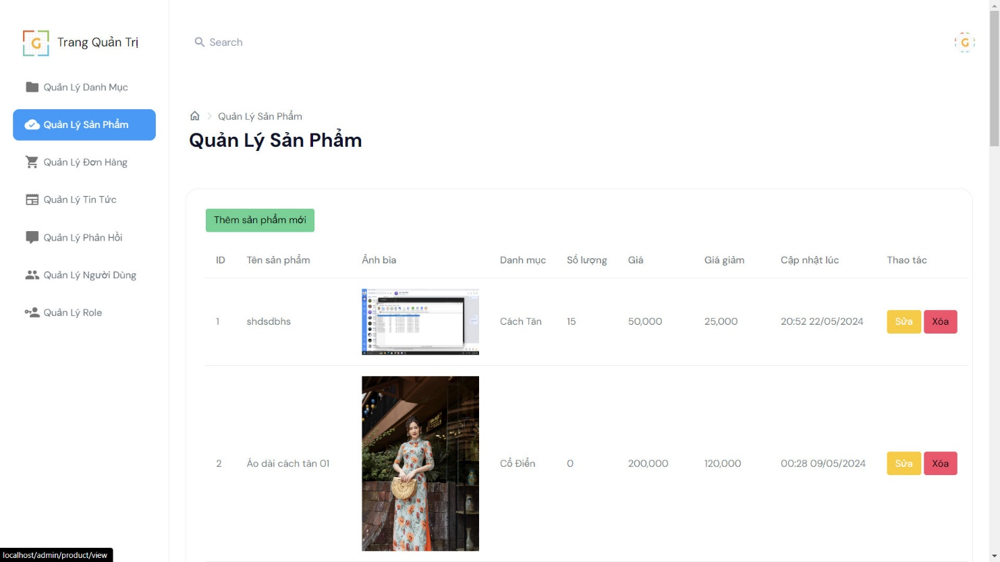 G
Trang Quản Trị
Search
G
Quản Lý Danh Mục
Quản Lý Sản Phẩm
Quản Lý Đơn Hàng
Quản Lý Tin Tức
Quản Lý Phản Hồi
Quản Lý Người Dùng
Quản Lý Role
Quản Lý Sản Phẩm
Quản Lý Sản Phẩm
Thêm sản phẩm mới
ID Tên sản phẩm Ảnh bìa Danh mục Số lượng Giá Giá giảm Cập nhật lúc Thao tác
1 shdsdbhs Cách Tân 15 50,000 25,000 20:52 22/05/2024 Sửa Xóa
2 Áo dài cách tân 01 Cổ Điển 0 200,000 120,000 00:28 09/05/2024 Sửa Xóa
localhost/admin/product/view